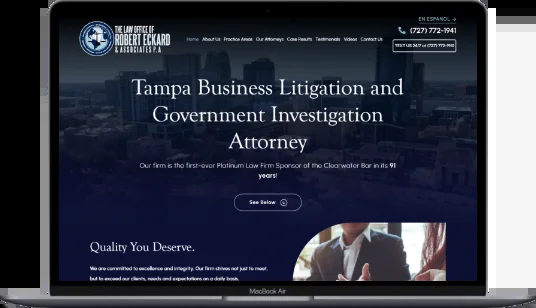 EN ESPAÑOL →
THE LAW OFFICE OF
ROBERT ECKARD
& ASSOCIATES P.A.
Home About Us Practice Areas Our Attorneys Case Results Testimonials Videos Contact Us
(727) 772-1941
TEXT US 24/7 at (727) 772-1941
Tampa Business Litigation and
Government Investigation
Attorney
Our firm is the first-ever Platinum Law Firm Sponsor of the Clearwater Bar in its 91
years!
See Below
Quality You Deserve.
We are committed to excellence and integrity. Our firm strives not just to meet,
but to exceed our clients, needs and expectations on a daily basis.
MacBook Air